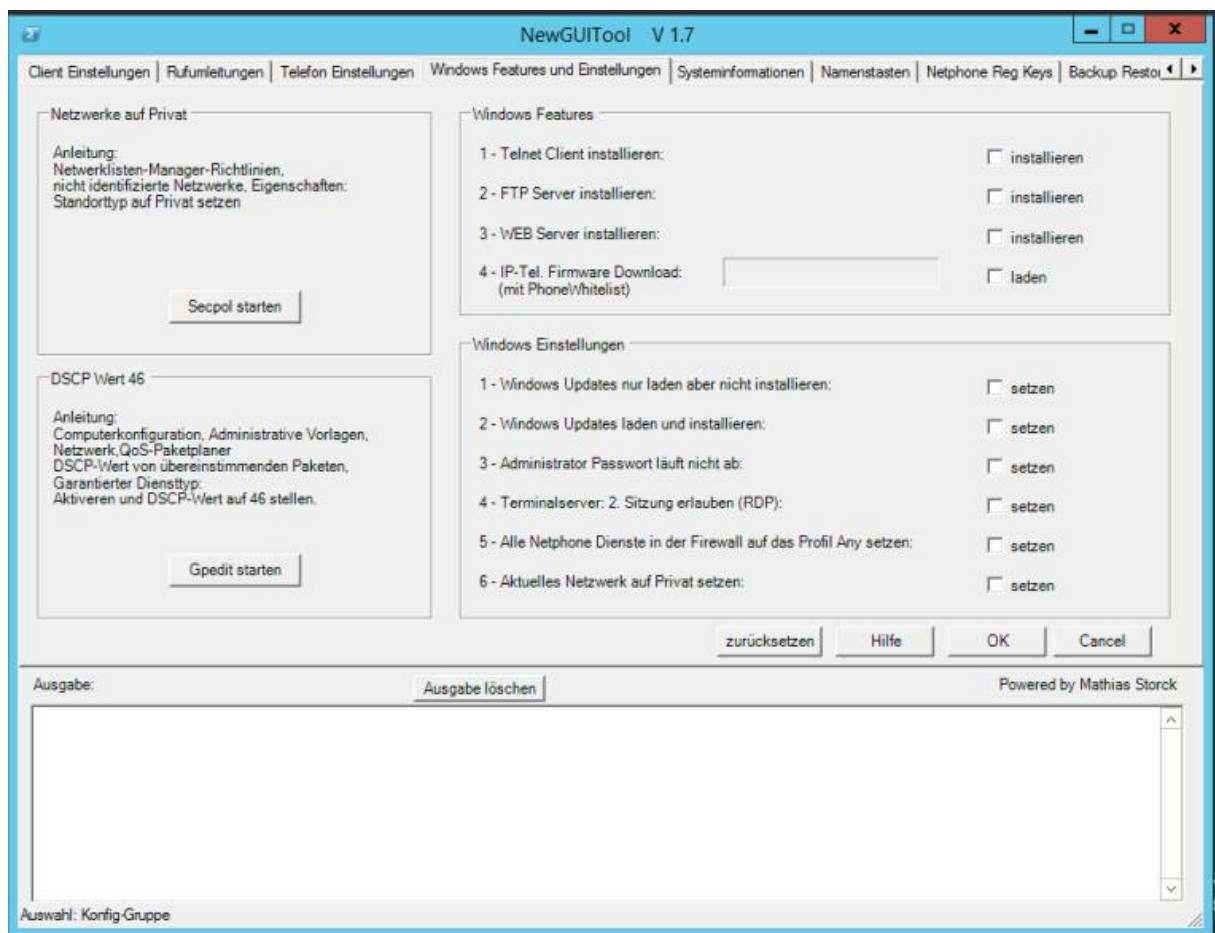 NewGUITool V 1.7
Client Einstellungen
Rufumleitungen
Telefon Einstellungen
Windows Features und Einstellungen
Systeminformationen
Namenstasten
Netphone Reg Keys
Backup Resto
Netzwerke auf Privat
Anleitung:
Netwerklisten-Manager-Richtlinien,
nicht identifizierte Netzwerke, Eigenschaften:
Standorttyp auf Privat setzen
Secpol starten
DSCP Wert 46
Anleitung:
Computerkonfiguration, Administrative Vorlagen,
Netzwerk,QoS-Paketplaner
DSCP-Wert von übereinstimmenden Paketen,
Garantierter Diensttyp:
Aktiveren und DSCP-Wert auf 46 stellen.
Gpedit starten
Windows Features
1 - Telnet Client installieren:
installieren
2 - FTP Server installieren:
installieren
3 - WEB Server installieren:
installieren
4 - IP-Tel. Firmware Download:
(mit PhoneWhitelist)
laden
Windows Einstellungen
1 - Windows Updates nur laden aber nicht installieren:
setzen
2 - Windows Updates laden und installieren:
setzen
3 - Administrator Passwort läuft nicht ab:
setzen
4 - Terminalserver: 2. Sitzung erlauben (RDP):
setzen
5 - Alle Netphone Dienste in der Firewall auf das Profil Any setzen:
setzen
6 - Aktuelles Netzwerk auf Privat setzen:
setzen
zurücksetzen
Hilfe
OK
Cancel
Ausgabe:
Ausgabe löschen
Powered by Mathias Storck
Auswahl: Konfig-Gruppe